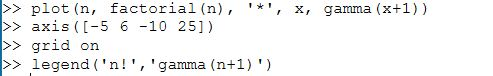 >> plot(n, factorial(n), '*', x, gamma(x+1))
>> axis([-5 6 -10 25])
>> grid on
>> legend('n!','gamma(n+1)')